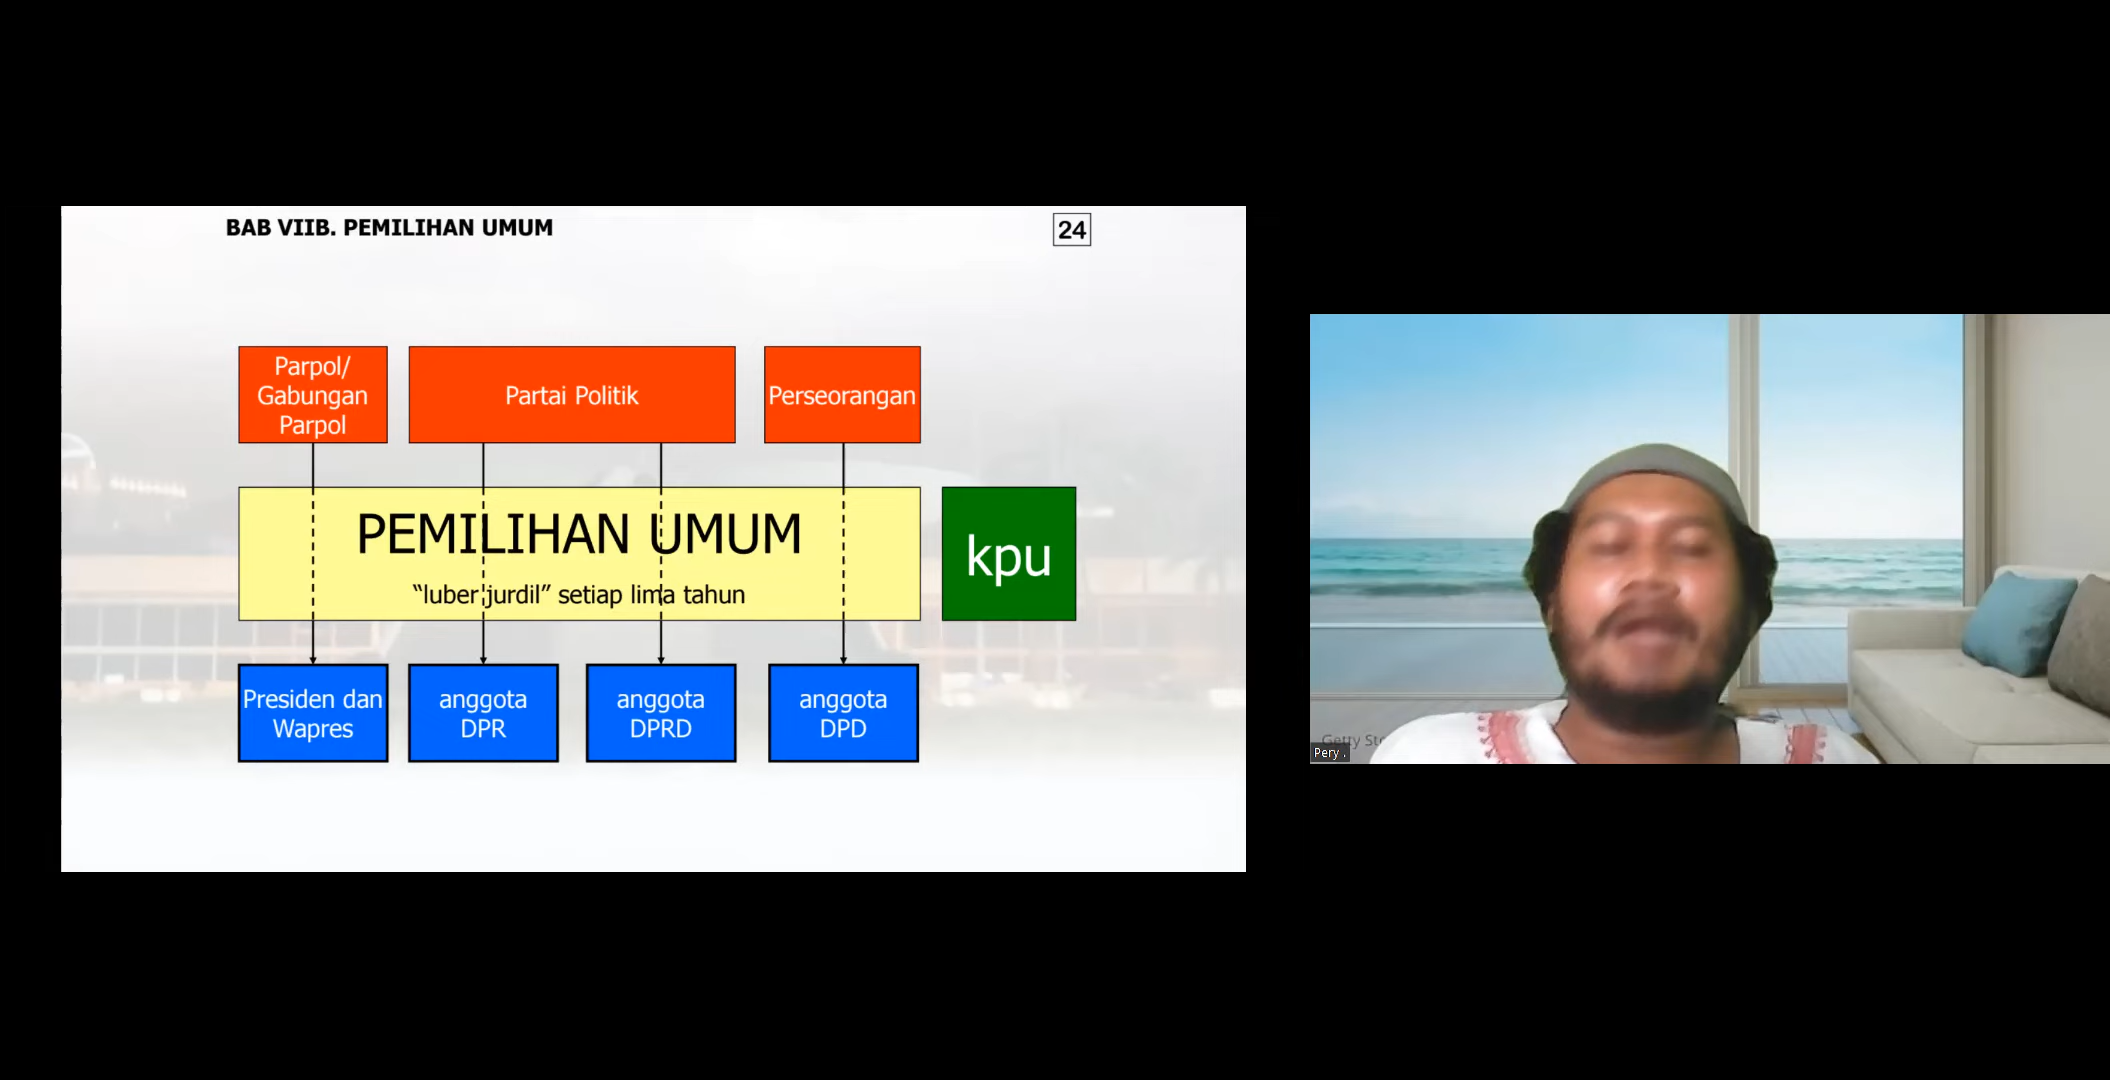 BAB VIIB. PEMILIHAN UMUM
24
Parpol/
Gabungan
Parpol
Partai Politik
Perseorangan
PEMILIHAN UMUM
“luber jurdil” setiap lima tahun
kpu
Presiden dan
Wapres
anggota
DPR
anggota
DPRD
anggota
DPD
Getty
Pery .